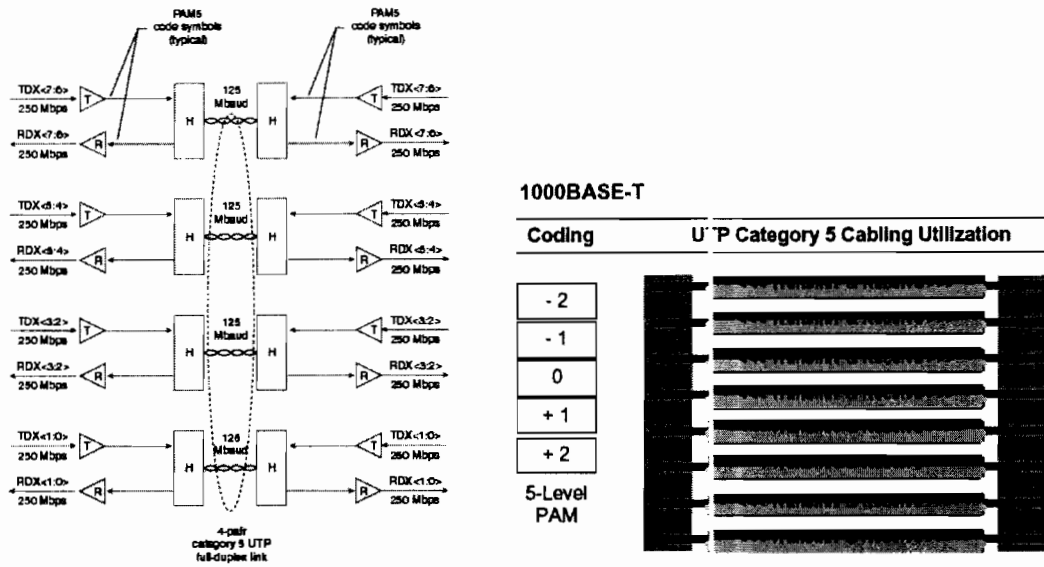 PAM5
code symbols
(typical)
PAM5
code symbols
(typical)
TDX<7:6>
250 Mbps
T
RDX<7:6>
250 Mbps
R
H
125
Mbaud
H
T
TDX<7:6>
250 Mbps
R
RDX<7:6>
250 Mbps
TDX<5:4>
250 Mbps
T
RDX<5:4>
250 Mbps
R
H
125
Mbaud
H
T
TDX<5:4>
250 Mbps
R
RDX<5:4>
250 Mbps
TDX<3:2>
250 Mbps
T
RDX<3:2>
250 Mbps
R
H
125
Mbaud
H
T
TDX<3:2>
250 Mbps
R
RDX<3:2>
250 Mbps
TDX<1:0>
250 Mbps
T
RDX<1:0>
250 Mbps
R
H
125
Mbaud
H
T
TDX<1:0>
250 Mbps
R
RDX<1:0>
250 Mbps
4-pair
category 5 UTP
full-duplex link
1000BASE-T
Coding
UTP Category 5 Cabling Utilization
- 2
- 1
0
+ 1
+ 2
5-Level
PAM